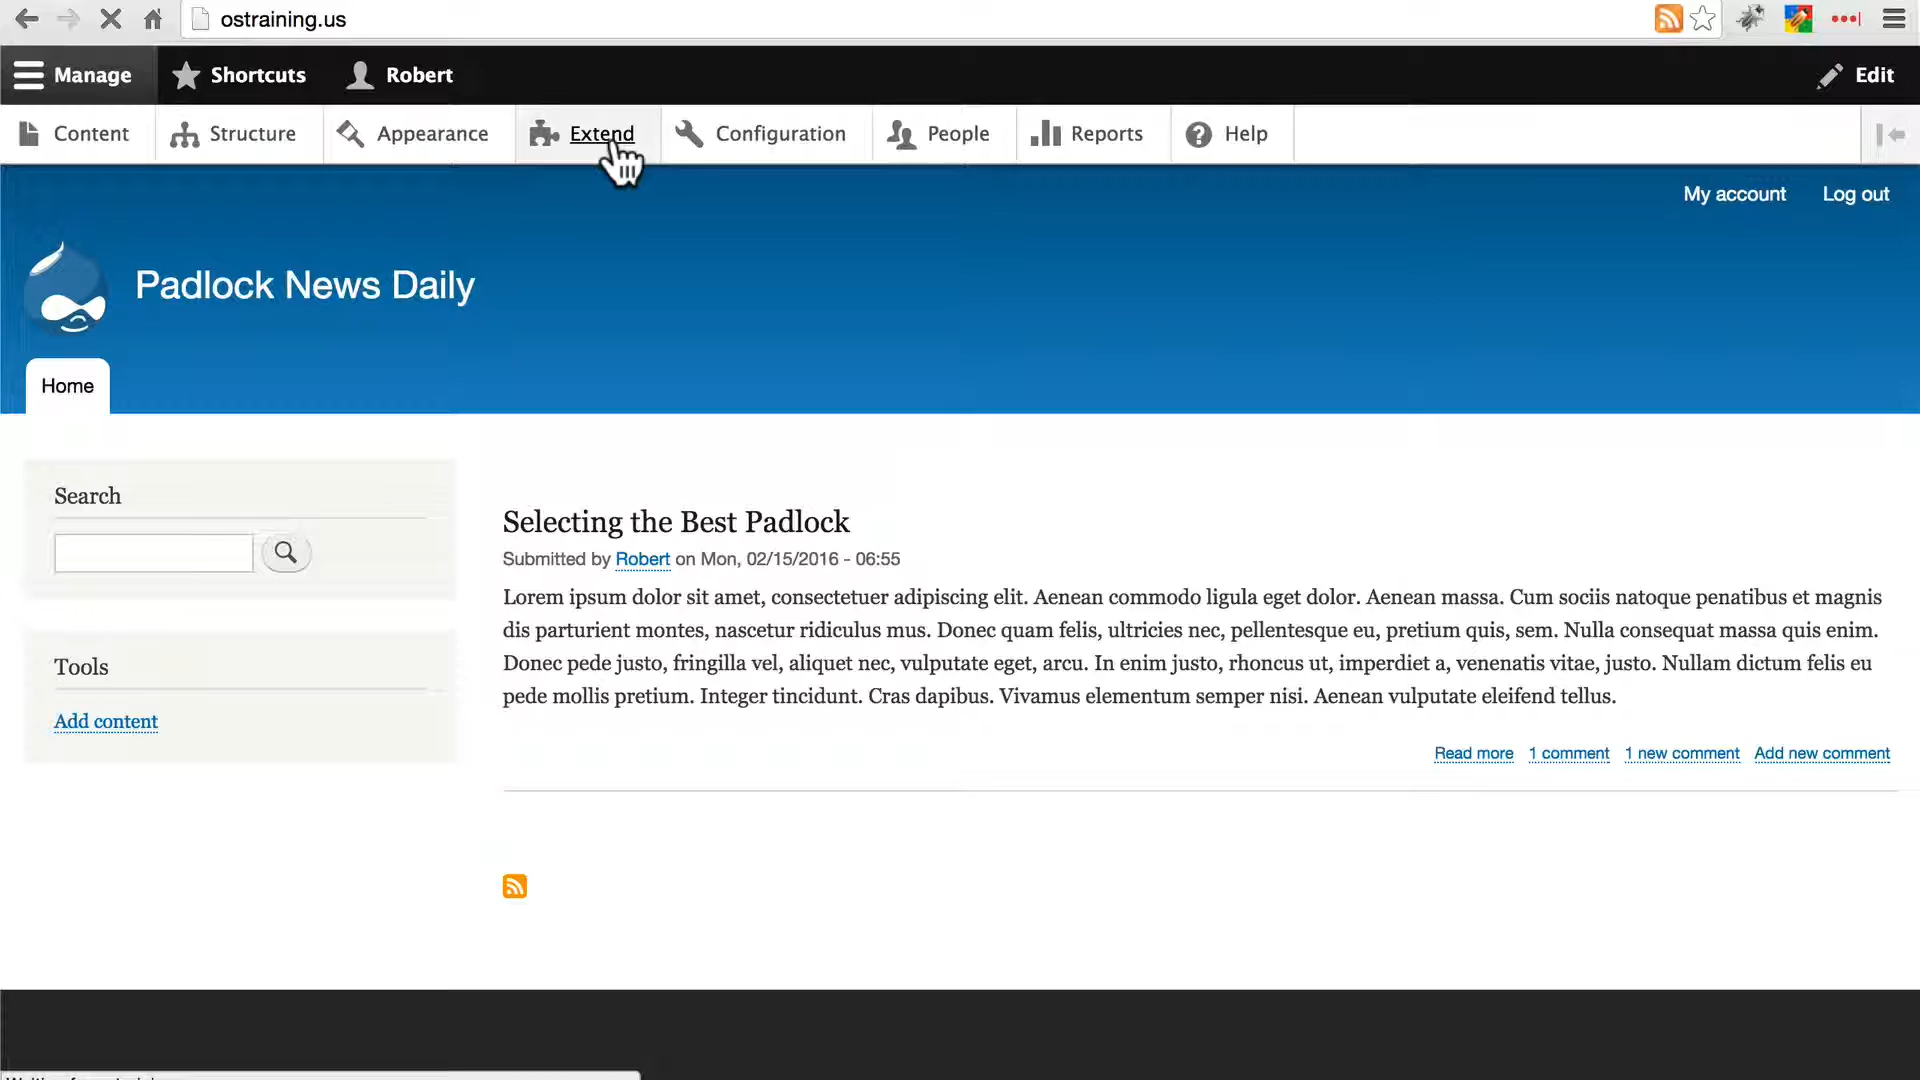 ostraining.us
Manage Shortcuts Robert Edit
Content Structure Appearance Extend Configuration People Reports Help
My account Log out
Padlock News Daily
Home
Search
Selecting the Best Padlock
Submitted by Robert on Mon, 02/15/2016 - 06:55
Lorem ipsum dolor sit amet, consectetuer adipiscing elit. Aenean commodo ligula eget dolor. Aenean massa. Cum sociis natoque penatibus et magnis
dis parturient montes, nascetur ridiculus mus. Donec quam felis, ultricies nec, pellentesque eu, pretium quis, sem. Nulla consequat massa quis enim.
Donec pede justo, fringilla vel, aliquet nec, vulputate eget, arcu. In enim justo, rhoncus ut, imperdiet a, venenatis vitae, justo. Nullam dictum felis eu
pede mollis pretium. Integer tincidunt. Cras dapibus. Vivamus elementum semper nisi. Aenean vulputate eleifend tellus.
Tools
Add content
Read more 1 comment 1 new comment Add new comment